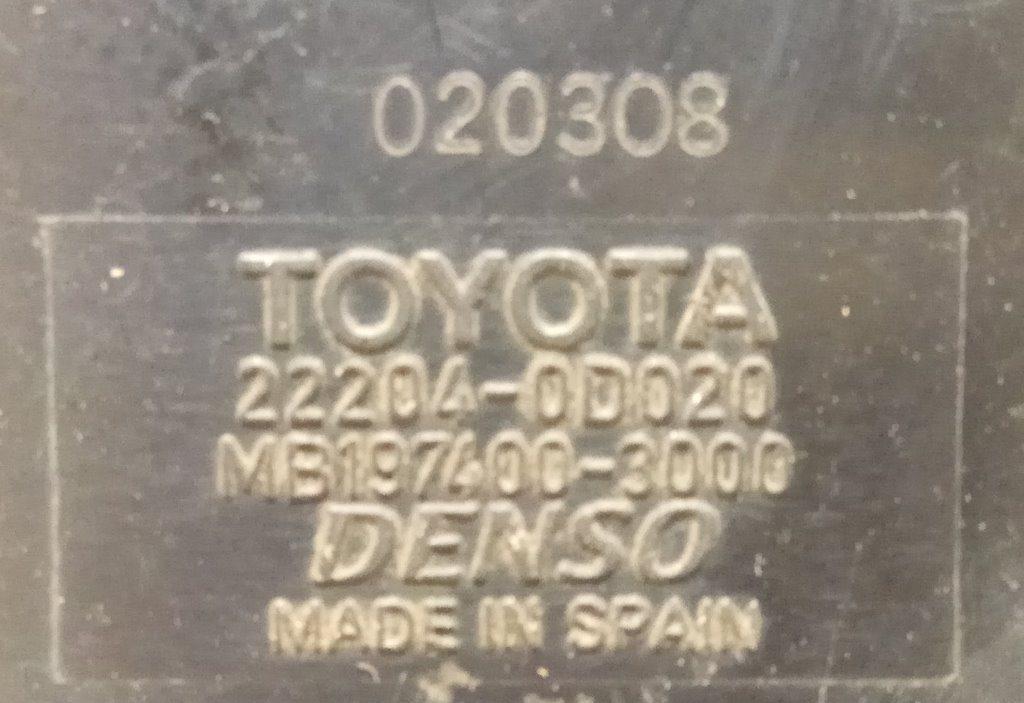 020308
TOYOTA
22204-0D020
MB197400-3000
DENSO
MADE IN SPAIN